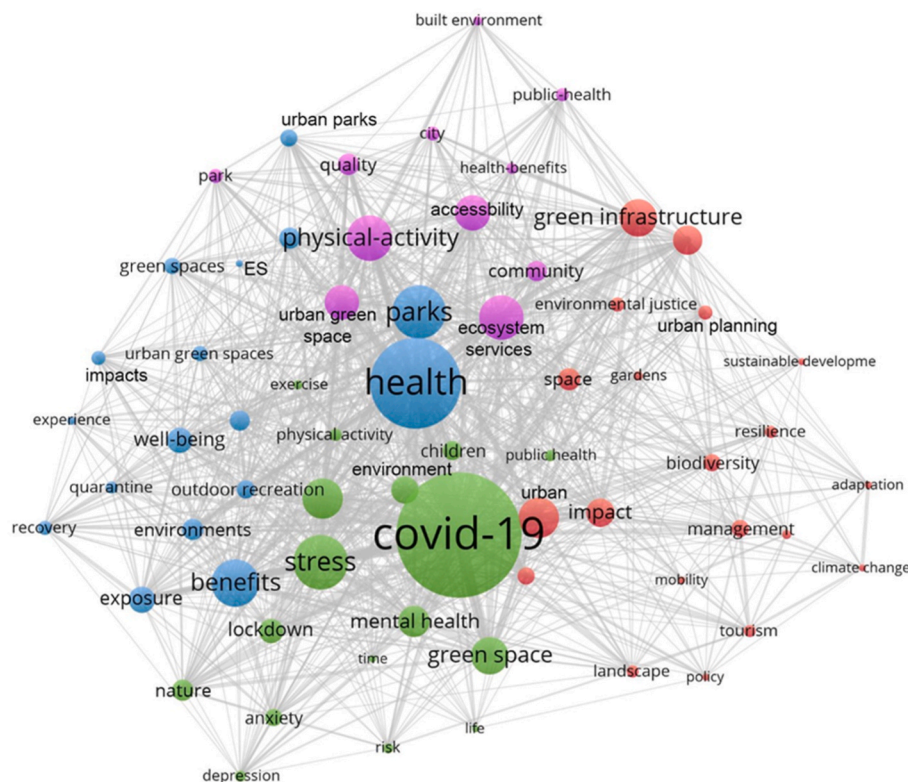 built environment
public-health
urban parks
city
quality
health-benefits
park
accessbility
green infrastructure
physical-activity
green spaces
ES
community
urban green
space
parks
ecosystem
services
environmental justice
urban planning
impacts
urban green spaces
sustainable developme
exercise
health
space
gardens
experience
well-being
physical activity
children
public health
resilience
environment
biodiversity
quarantine
outdoor recreation
urban
adaptation
recovery
environments
covid-19
impact
management
stress
climate change
benefits
mobility
exposure
lockdown
mental health
tourism
time
green space
landscape
policy
nature
anxiety
life
risk
depression